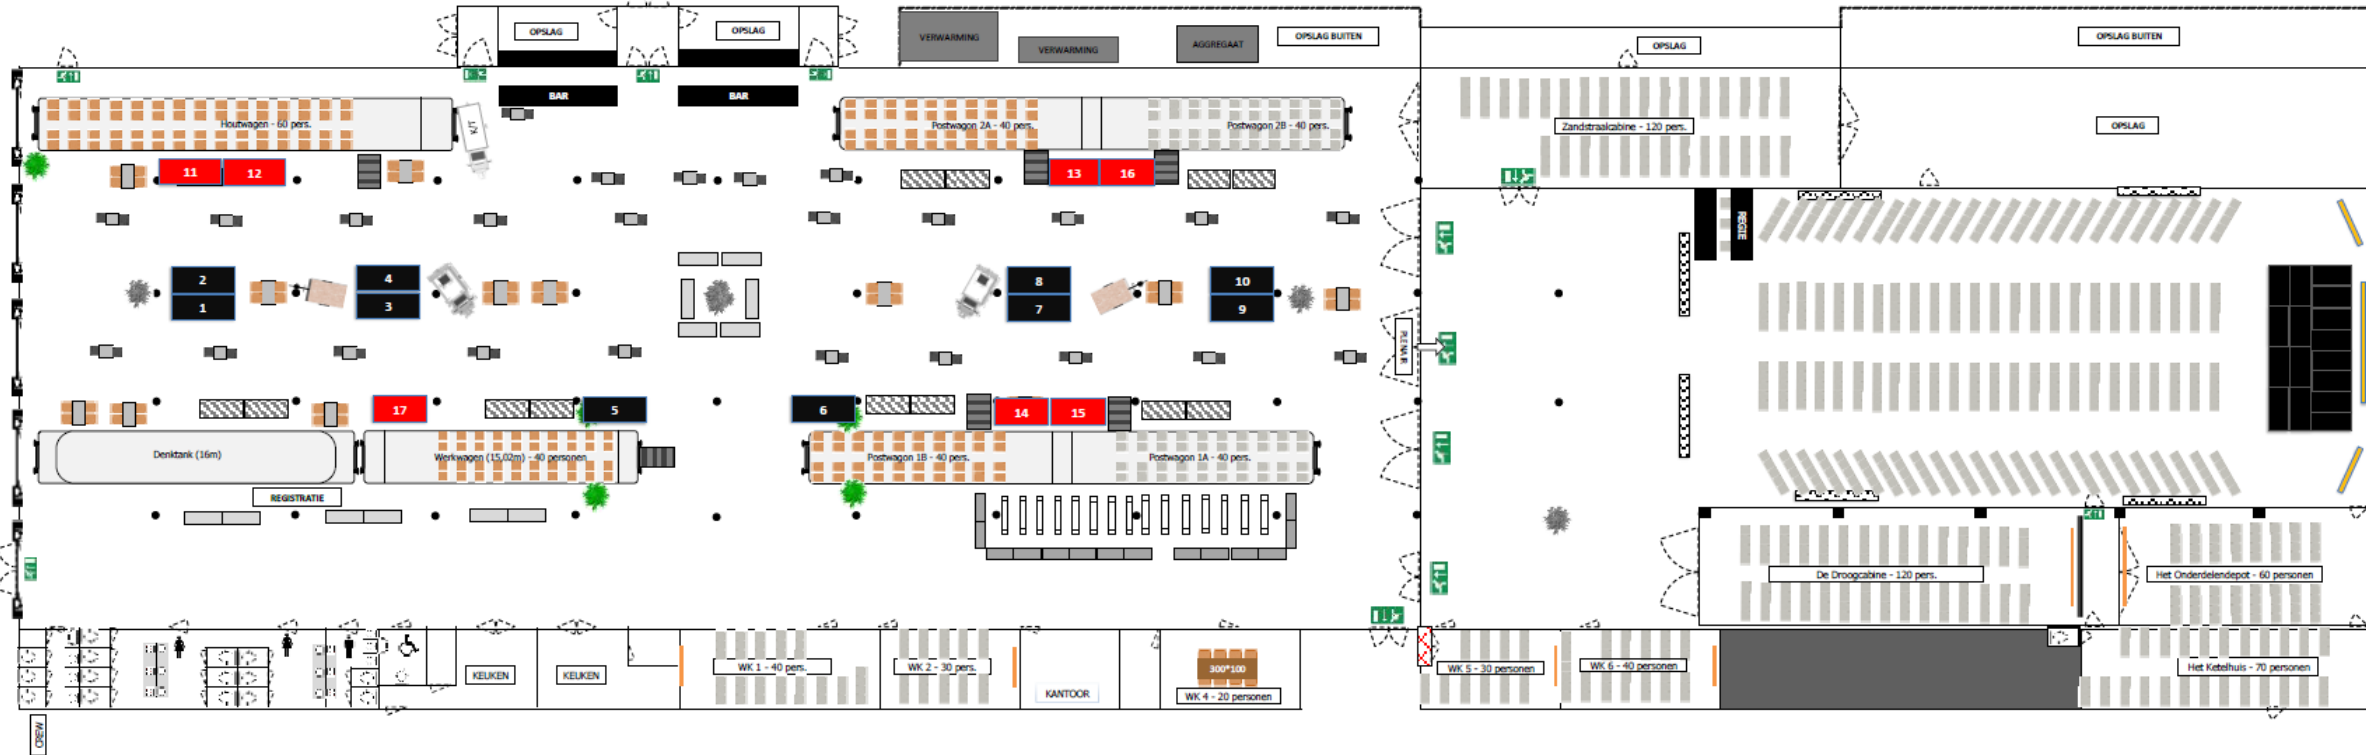 OPSLAG
OPSLAG
VERWARMING
VERWARMING
AGGREGAAT
OPSLAG BUITEN
OPSLAG
OPSLAG BUITEN
BAR
BAR
Houtwagen - 60 pers.
Postwagon 2A - 40 pers.
Postwagon 2B - 40 pers.
Zandstraalcabine - 120 pers.
OPSLAG
11
12
13
16
REGIE
2
1
4
3
8
7
10
9
PLENAIR
17
5
6
14
15
Denktank (16m)
Werkwagen (15,02m) - 40 personen
Postwagon 1B - 40 pers.
Postwagon 1A - 40 pers.
REGISTRATIE
De Droogcabine - 120 pers.
Het Onderdelendepot - 60 personen
KEUKEN
KEUKEN
WK 1 - 40 pers.
WK 2 - 30 pers.
KANTOOR
300*100
WK 4 - 20 personen
WK 5 - 30 personen
WK 6 - 40 personen
Het Ketelhuis - 70 personen
CREW